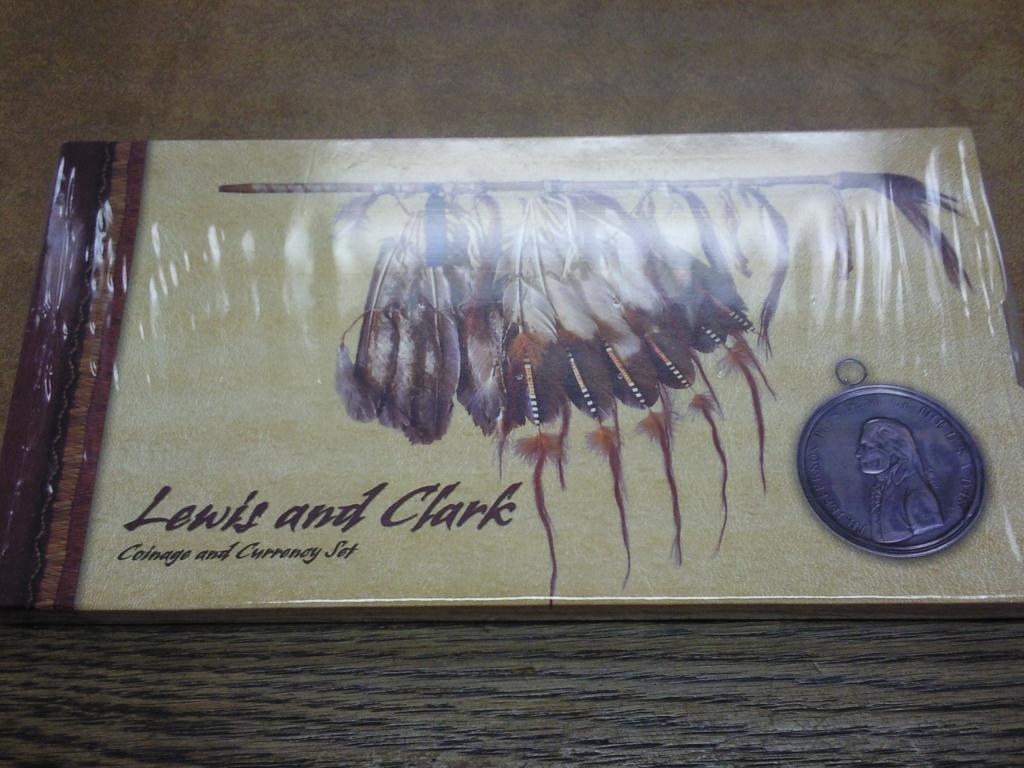 Lewis and Clark
Coinage and Currency Set